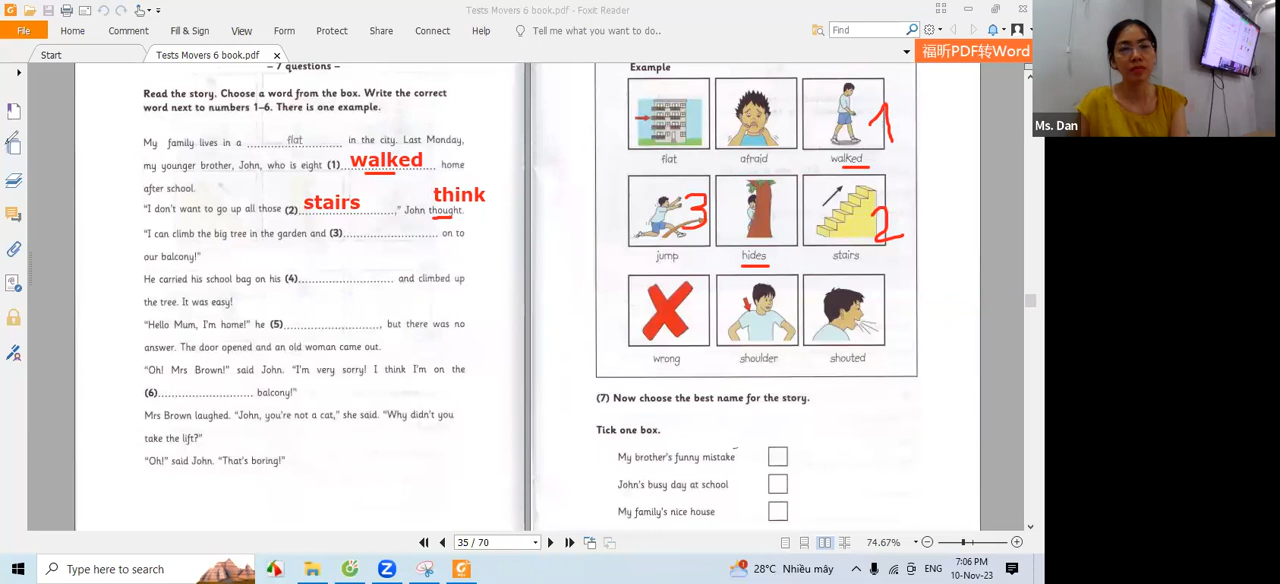 Tests Movers 6 book.pdf - Foxit Reader
File Home Comment Fill & Sign View Form Protect Share Connect Help Tell me what you want to do.. Find
Start Tests Movers 6 book.pdf
福昕PDF转Word
– 7 questions –
Read the story. Choose a word from the box. Write the correct
word next to numbers 1–6. There is one example.
My family lives in a flat in the city. Last Monday,
my younger brother, John, who is eight (1) walked home
after school.
think
"I don't want to go up all those (2) stairs ," John thought.
"I can climb the big tree in the garden and (3) on to
our balcony!"
He carried his school bag on his (4) and climbed up
the tree. It was easy!
"Hello Mum, I'm home!" he (5) , but there was no
answer. The door opened and an old woman came out.
"Oh! Mrs Brown!" said John. "I'm very sorry! I think I'm on the
(6) balcony!"
Mrs Brown laughed. "John, you're not a cat," she said. "Why didn't you
take the lift?"
"Oh!" said John. "That's boring!"
Example
1
flat afraid walked
3 2
jump hides stairs
wrong shoulder shouted
(7) Now choose the best name for the story.
Tick one box.
My brother's funny mistake
John's busy day at school
My family's nice house
Ms. Dan
35 / 70
74.67%
Type here to search
28°C Nhiều mây
ENG
7:06 PM
10-Nov-23